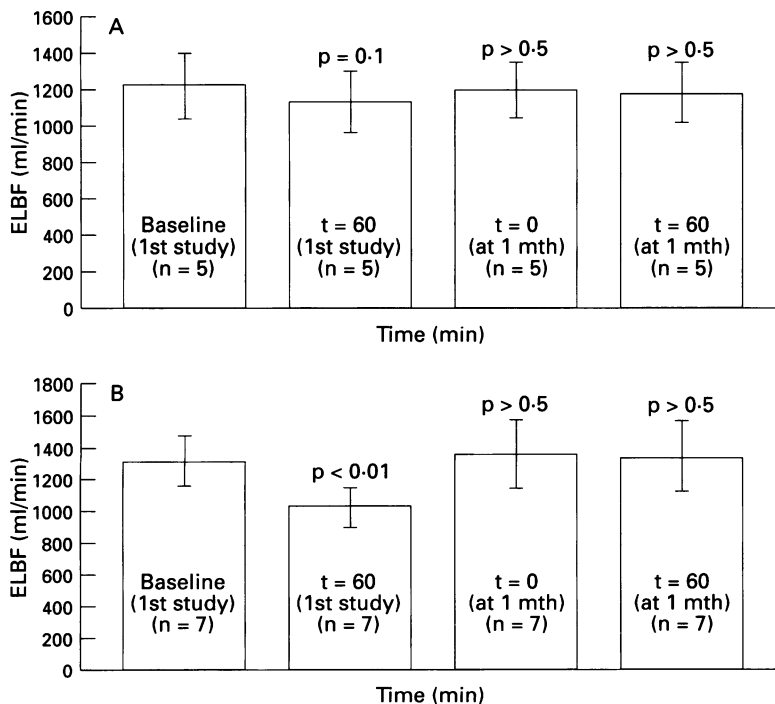 A
1600
1400
1200
1000
800
600
400
200
0
ELBF (ml/min)
p = 0·1
p > 0·5
p > 0·5
Baseline
(1st study)
(n = 5)
t = 60
(1st study)
(n = 5)
t = 0
(at 1 mth)
(n = 5)
t = 60
(at 1 mth)
(n = 5)
Time (min)
B
1800
1600
1400
1200
1000
800
600
400
200
0
ELBF (ml/min)
p < 0·01
p > 0·5
p > 0·5
Baseline
(1st study)
(n = 7)
t = 60
(1st study)
(n = 7)
t = 0
(at 1 mth)
(n = 7)
t = 60
(at 1 mth)
(n = 7)
Time (min)